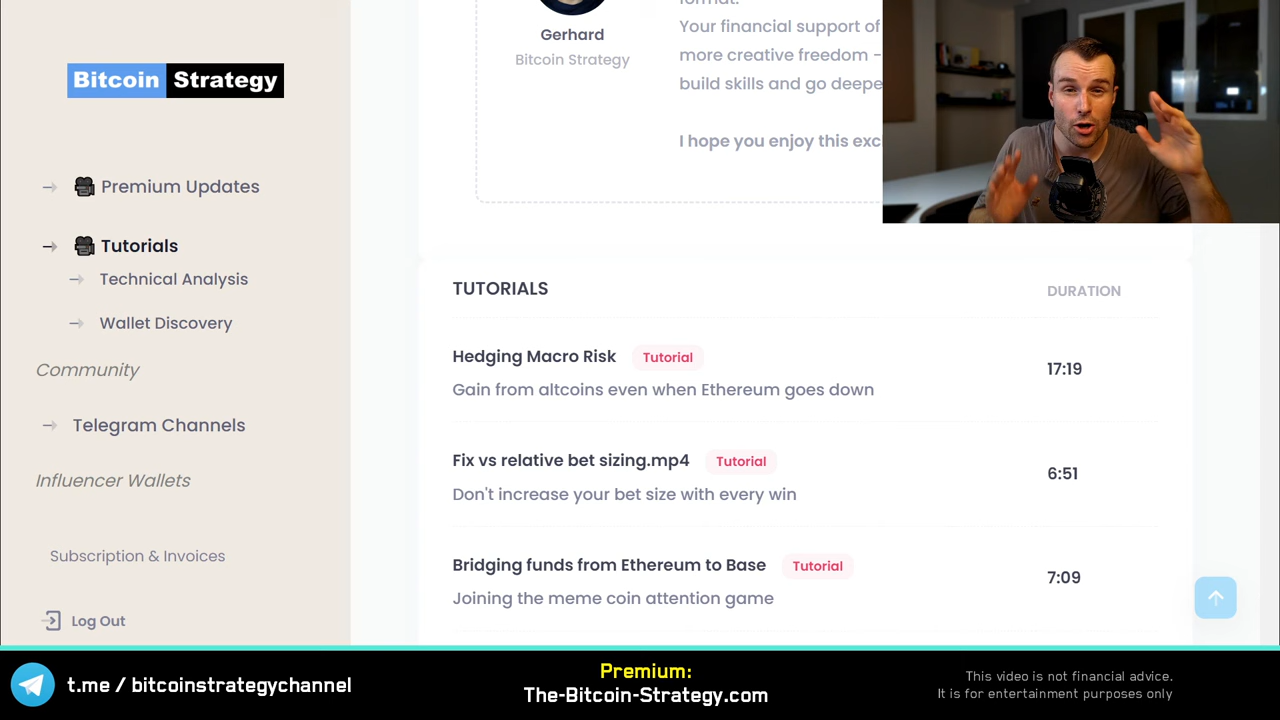 Bitcoin Strategy
Premium Updates
Tutorials
Technical Analysis
Wallet Discovery
Community
Telegram Channels
Influencer Wallets
Subscription & Invoices
Log Out
Gerhard
Bitcoin Strategy
format.
Your financial support of
more creative freedom -
build skills and go deepe
I hope you enjoy this exc
TUTORIALS DURATION
Hedging Macro Risk Tutorial
Gain from altcoins even when Ethereum goes down
17:19
Fix vs relative bet sizing.mp4 Tutorial
Don't increase your bet size with every win
6:51
Bridging funds from Ethereum to Base Tutorial
Joining the meme coin attention game
7:09
t.me / bitcoinstrategychannel
Premium:
The-Bitcoin-Strategy.com
This video is not financial advice.
It is for entertainment purposes only